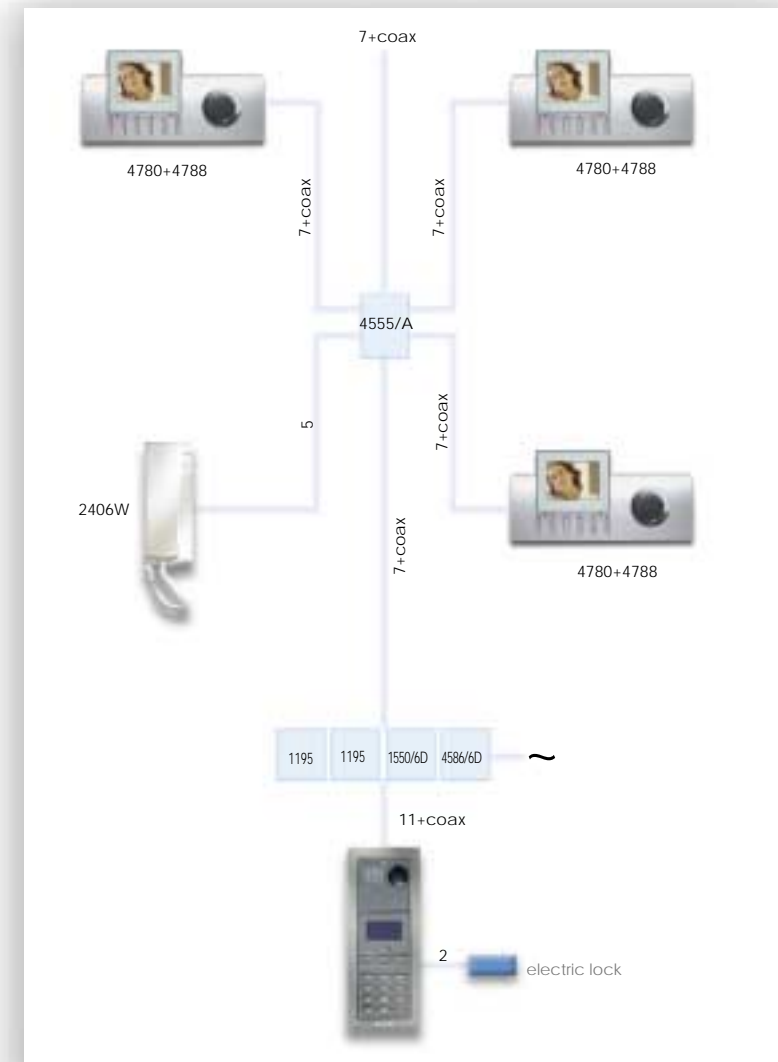 7+coax
4780+4788
4780+4788
7+coax
7+coax
4555/A
5
7+coax
2406W
7+coax
4780+4788
1195
1195
1550/6D
4586/6D
~
11+coax
2
electric lock